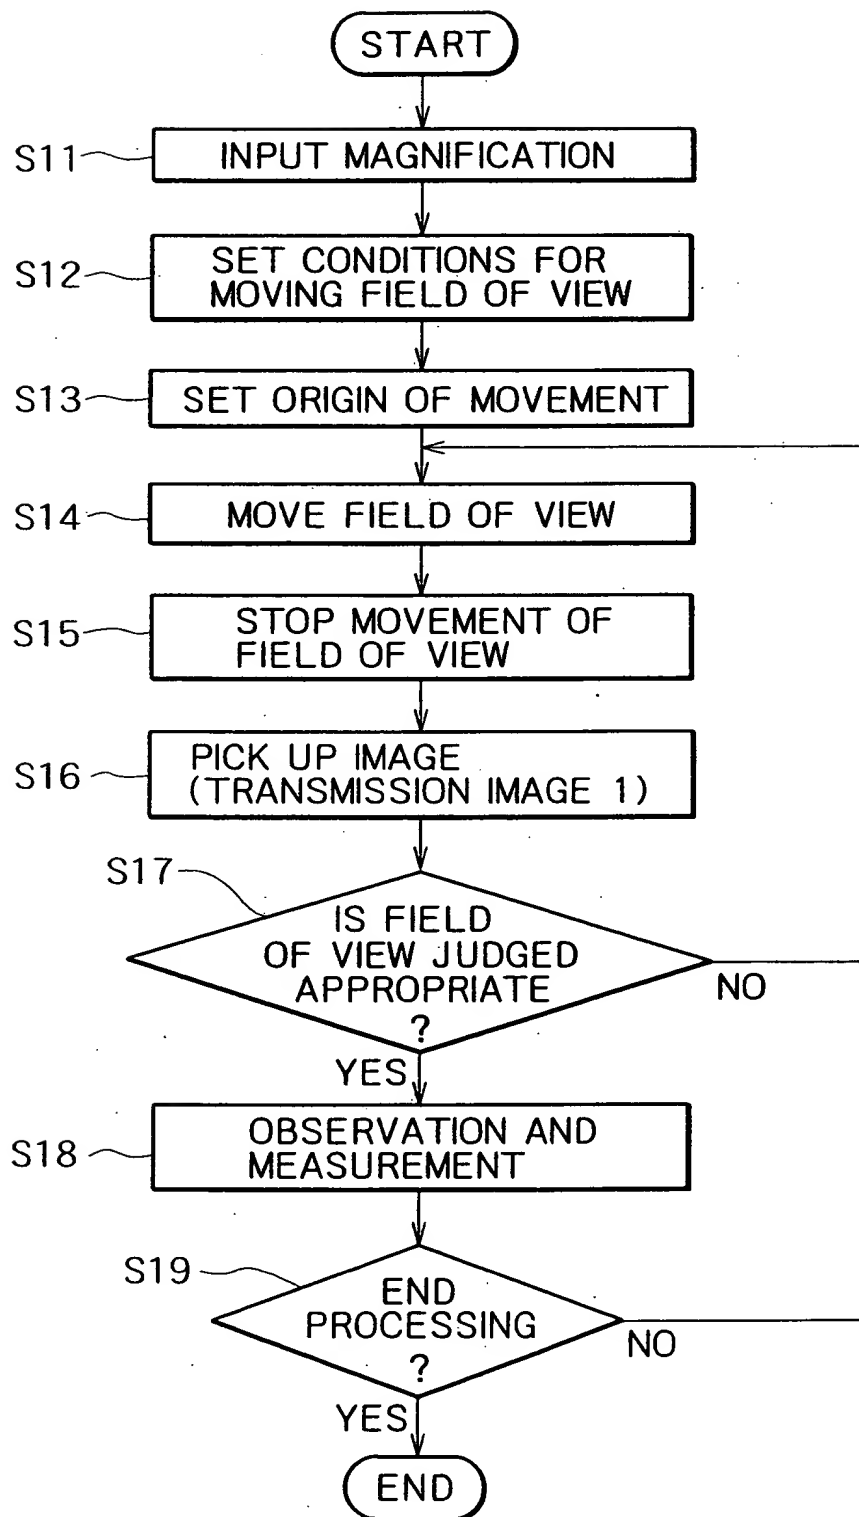 START
S11
INPUT MAGNIFICATION
S12
SET CONDITIONS FOR
MOVING FIELD OF VIEW
S13
SET ORIGIN OF MOVEMENT
S14
MOVE FIELD OF VIEW
S15
STOP MOVEMENT OF
FIELD OF VIEW
S16
PICK UP IMAGE
(TRANSMISSION IMAGE 1)
S17
IS FIELD
OF VIEW JUDGED
APPROPRIATE
?
NO
YES
S18
OBSERVATION AND
MEASUREMENT
S19
END
PROCESSING
?
NO
YES
END